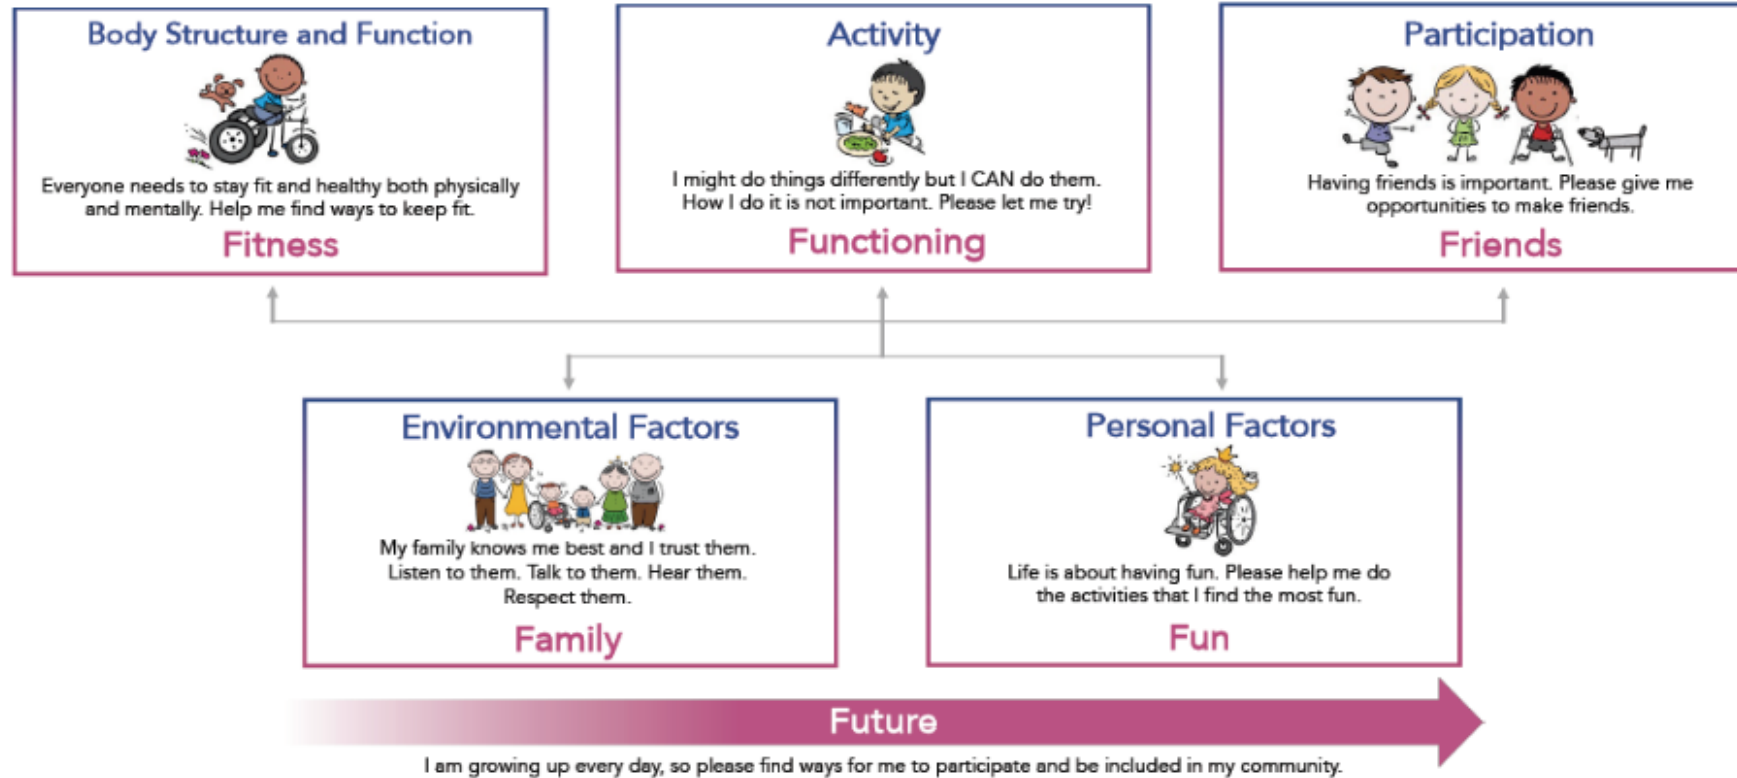 Body Structure and Function
Everyone needs to stay fit and healthy both physically
and mentally. Help me find ways to keep fit.
Fitness
Activity
I might do things differently but I CAN do them.
How I do it is not important. Please let me try!
Functioning
Participation
Having friends is important. Please give me
opportunities to make friends.
Friends
Environmental Factors
My family knows me best and I trust them.
Listen to them. Talk to them. Hear them.
Respect them.
Family
Personal Factors
Life is about having fun. Please help me do
the activities that I find the most fun.
Fun
Future
I am growing up every day, so please find ways for me to participate and be included in my community.